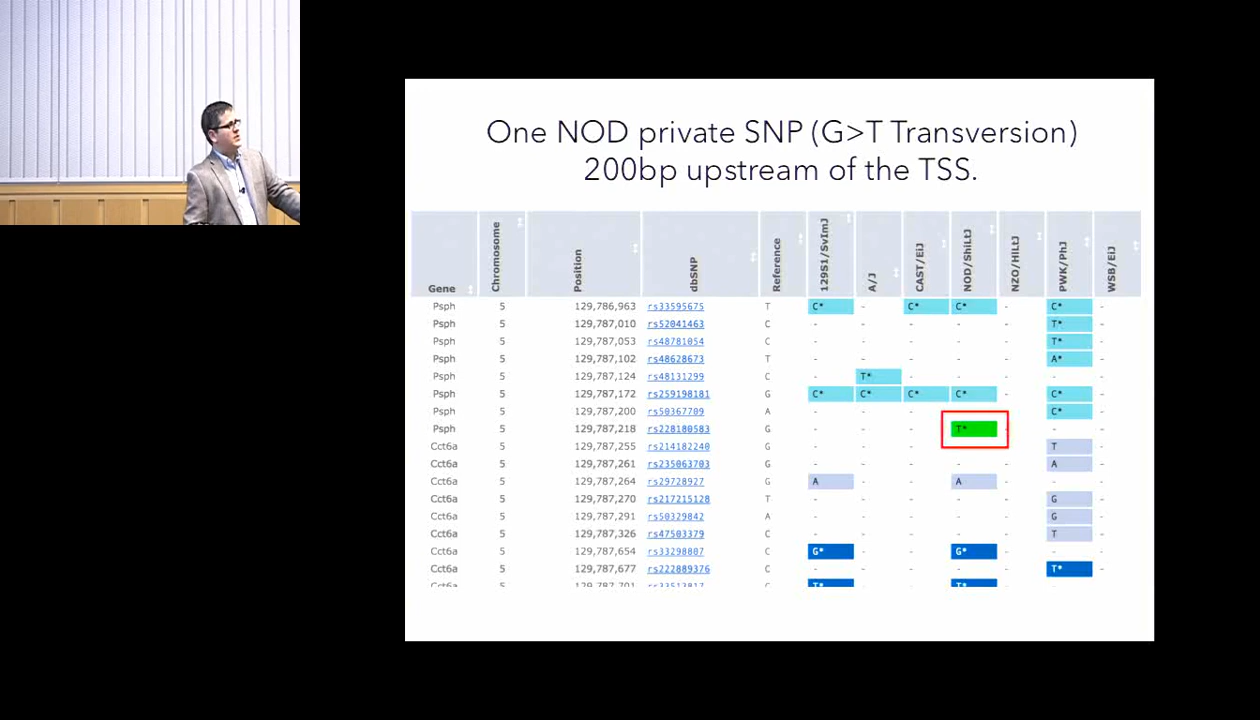 One NOD private SNP (G>T Transversion)
200bp upstream of the TSS.
Gene Chromosome Position dbSNP Reference 129S1/SvImJ A/J CAST/EiJ NOD/ShiLtJ NZO/HlLtJ PWK/PhJ WSB/EiJ
Psph 5 129,786,963 rs33595675 T C* - C* C* - C* -
Psph 5 129,787,010 rs52041463 C - - - - - T* -
Psph 5 129,787,053 rs48781054 C - - - - - T* -
Psph 5 129,787,102 rs48628673 T - - - - - A* -
Psph 5 129,787,124 rs48131299 C - T* - - - - -
Psph 5 129,787,172 rs259198181 G C* C* C* C* - C* -
Psph 5 129,787,200 rs50367709 A - - - - - C* -
Psph 5 129,787,218 rs228180583 G - - - T* - - -
Cct6a 5 129,787,255 rs214182240 G - - - - - T -
Cct6a 5 129,787,261 rs235063703 G - - - - - A -
Cct6a 5 129,787,264 rs29728927 G A - - A - - -
Cct6a 5 129,787,270 rs217215128 T - - - - - G -
Cct6a 5 129,787,291 rs50329842 A - - - - - G -
Cct6a 5 129,787,326 rs47503379 C - - - - - T -
Cct6a 5 129,787,654 rs33298807 C G* - - G* - - -
Cct6a 5 129,787,677 rs222889376 C - - - - - T* -
Cct6a 5 129,787,701 rs33513817 C T* - - T* - - -